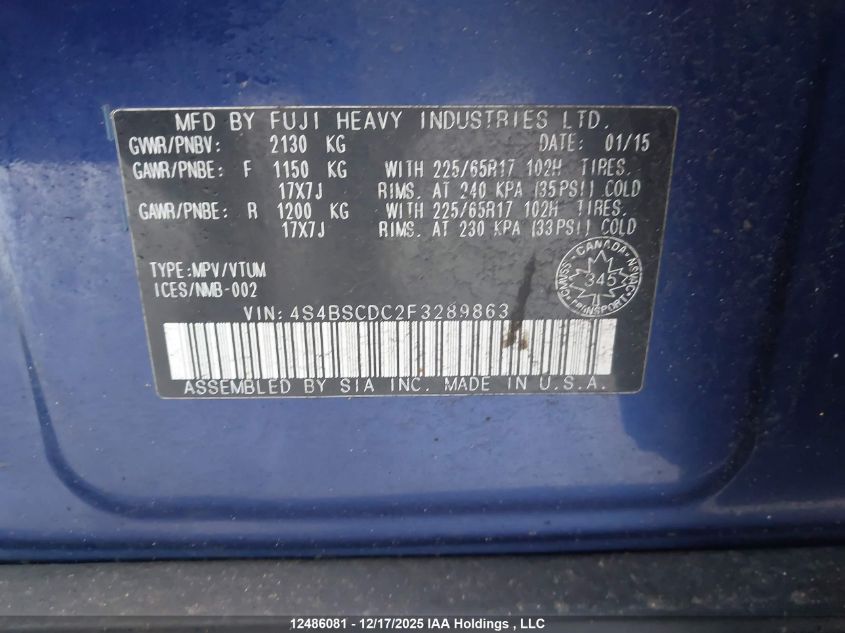 MFD BY FUJI HEAVY INDUSTRIES LTD.
GVWR/PNBV: 2130 KG DATE: 01/15
GAWR/PNBE: F 1150 KG WITH 225/65R17 102H TIRES.
17X7J RIMS. AT 240 KPA (35PSI) COLD
GAWR/PNBE: R 1200 KG WITH 225/65R17 102H TIRES.
17X7J RIMS. AT 230 KPA (33PSI) COLD
TYPE:MPV/VTUM
ICES/NMB-002
CANADA
CMVSS
345
NSVAC
TRANSPORT
VIN: 4S4BSCDC2F3289863
ASSEMBLED BY SIA INC. MADE IN U.S.A.
12486081 - 12/17/2025 IAA Holdings , LLC